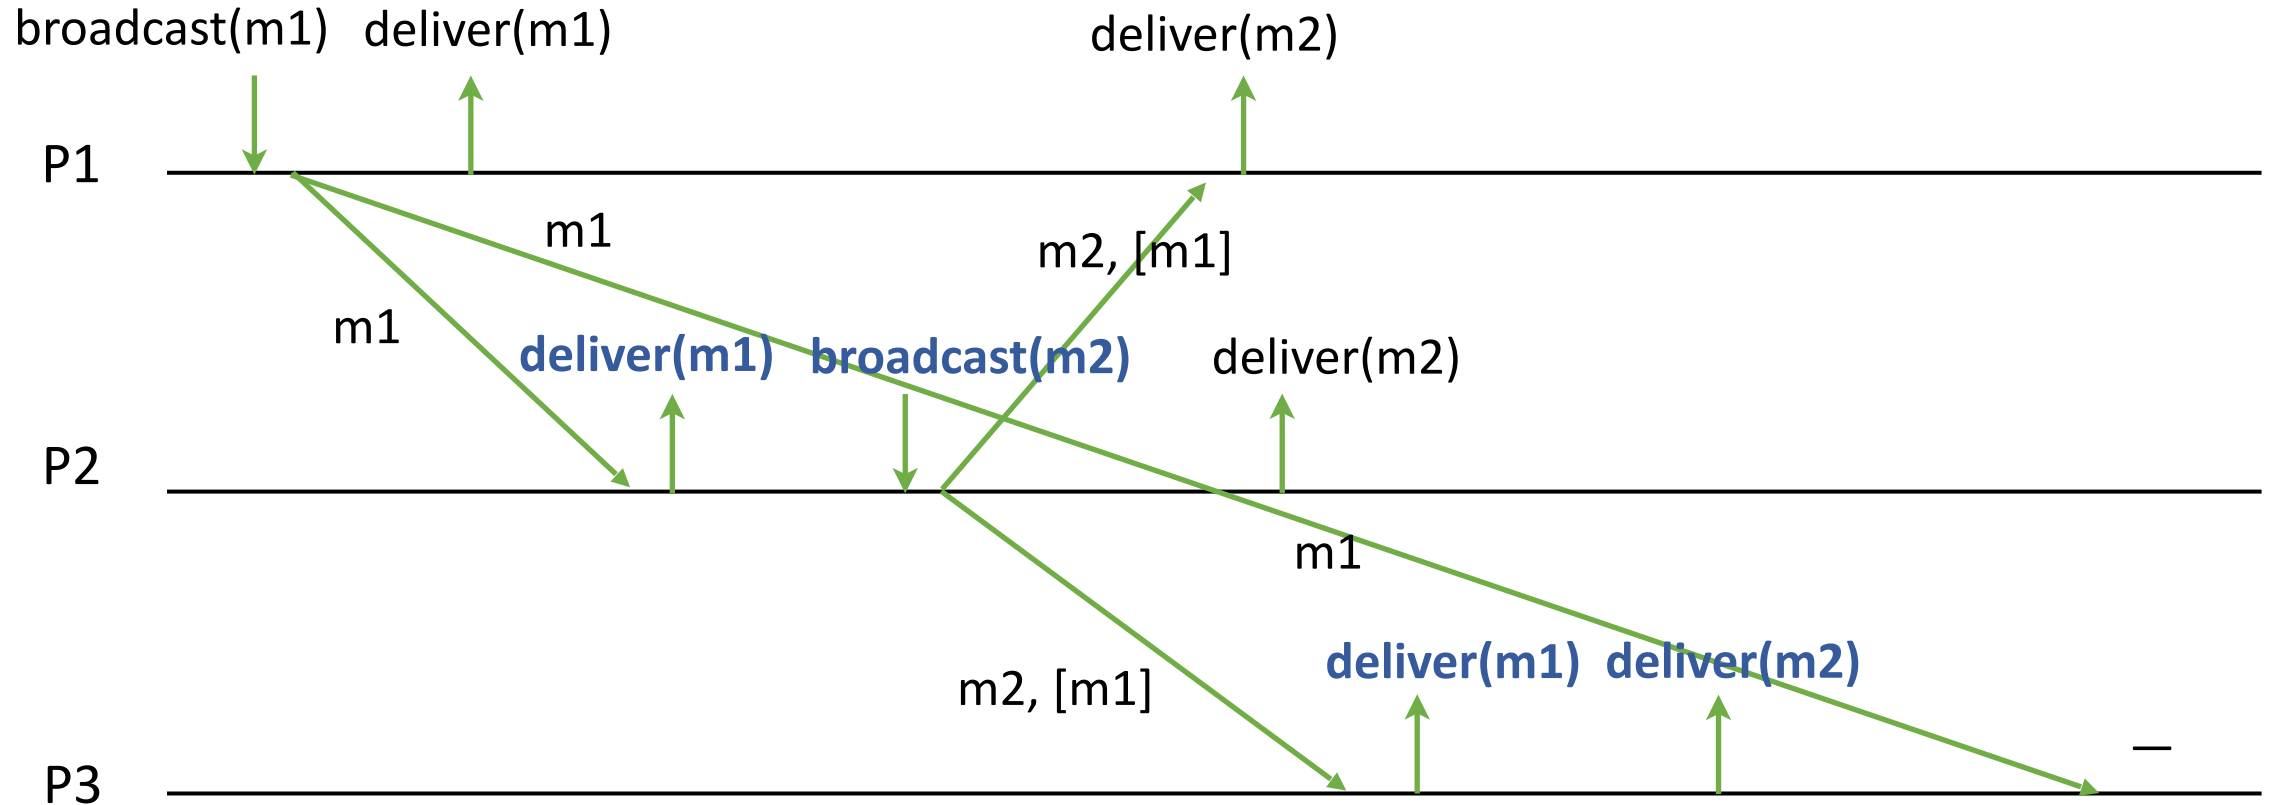 broadcast(m1) deliver(m1) deliver(m2)
P1
m1
m2, [m1]
m1
deliver(m1) broadcast(m2) deliver(m2)
P2
m1
deliver(m1) deliver(m2)
m2, [m1]
—
P3